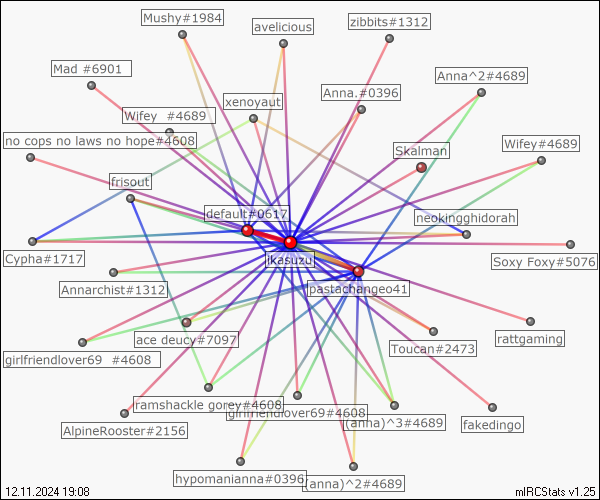 Mushy#1984
avelicious
zibbits#1312
Mad #6901
Anna^2#4689
xenoyaut
Anna.#0396
Wifey  #4689
no cops no laws no hope#4608
Skalman
Wifey#4689
frisout
default#0617
neokingghidorah
Cypha#1717
jikasuzu
Soxy Foxy#5076
Annarchist#1312
pastachangeo41
ace deucy#7097
rattgaming
girlfriendlover69  #4608
Toucan#2473
ramshackle gorey#4608
girlfriendlover69#4608
(anna)^3#4689
AlpineRooster#2156
fakedingo
hypomanianna#0396
(anna)^2#4689
12.11.2024 19:08
mIRCStats v1.25